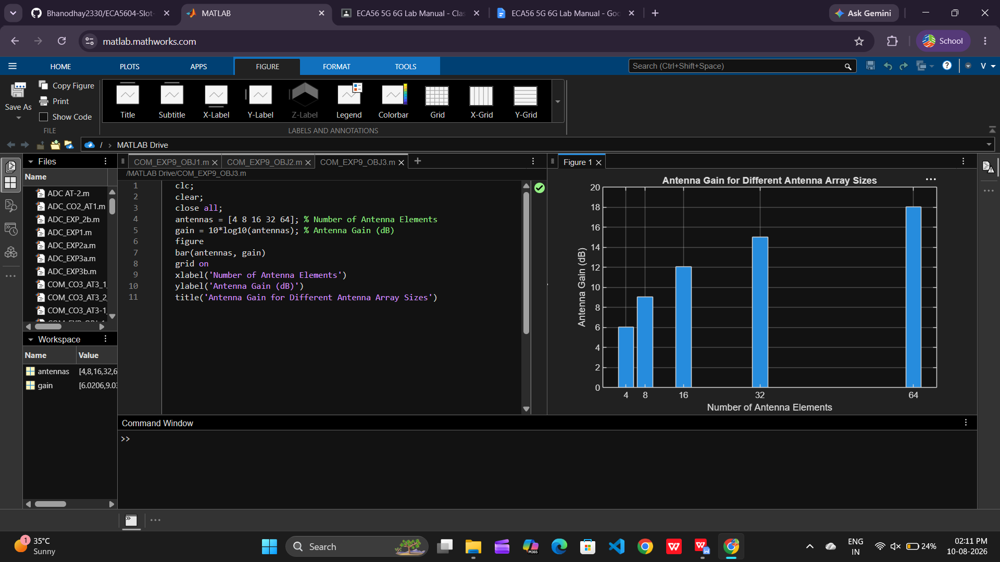 Bhanodhay2330/ECA5604-Slot-
MATLAB
ECA56 5G 6G Lab Manual - Clas
ECA56 5G 6G Lab Manual - Goo
Ask Gemini
matlab.mathworks.com
School
HOME
PLOTS
APPS
FIGURE
FORMAT
TOOLS
Search (Ctrl+Shift+Space)
V
Save As
Copy Figure
Print
Show Code
FILE
Title
Subtitle
X-Label
Y-Label
Z-Label
Legend
Colorbar
Grid
X-Grid
Y-Grid
LABELS AND ANNOTATIONS
/ › MATLAB Drive
Files
Name
ADC AT-2.m
ADC_CO2_AT1.m
ADC_EXP_2b.m
ADC_EXP1.m
ADC_EXP2a.m
ADC_EXP3a.m
ADC_EXP3b.m
COM_CO3_AT3_1_
COM_CO3_AT3_2_
COM_CO3_AT3-1_
Workspace
Name Value
antennas [4,8,16,32,6
gain [6.0206,9.03
COM_EXP9_OBJ1.m
COM_EXP9_OBJ2.m
COM_EXP9_OBJ3.m
/MATLAB Drive/COM_EXP9_OBJ3.m
1 clc;
2 clear;
3 close all;
4 antennas = [4 8 16 32 64]; % Number of Antenna Elements
5 gain = 10*log10(antennas); % Antenna Gain (dB)
6 figure
7 bar(antennas, gain)
8 grid on
9 xlabel('Number of Antenna Elements')
10 ylabel('Antenna Gain (dB)')
11 title('Antenna Gain for Different Antenna Array Sizes')
Figure 1
Antenna Gain for Different Antenna Array Sizes
20
18
16
14
12
10
8
6
4
2
0
Antenna Gain (dB)
4 8 16 32 64
Number of Antenna Elements
Command Window
>>
1
35°C
Sunny
Search
M365
ENG
IN
24%
02:11 PM
10-08-2026